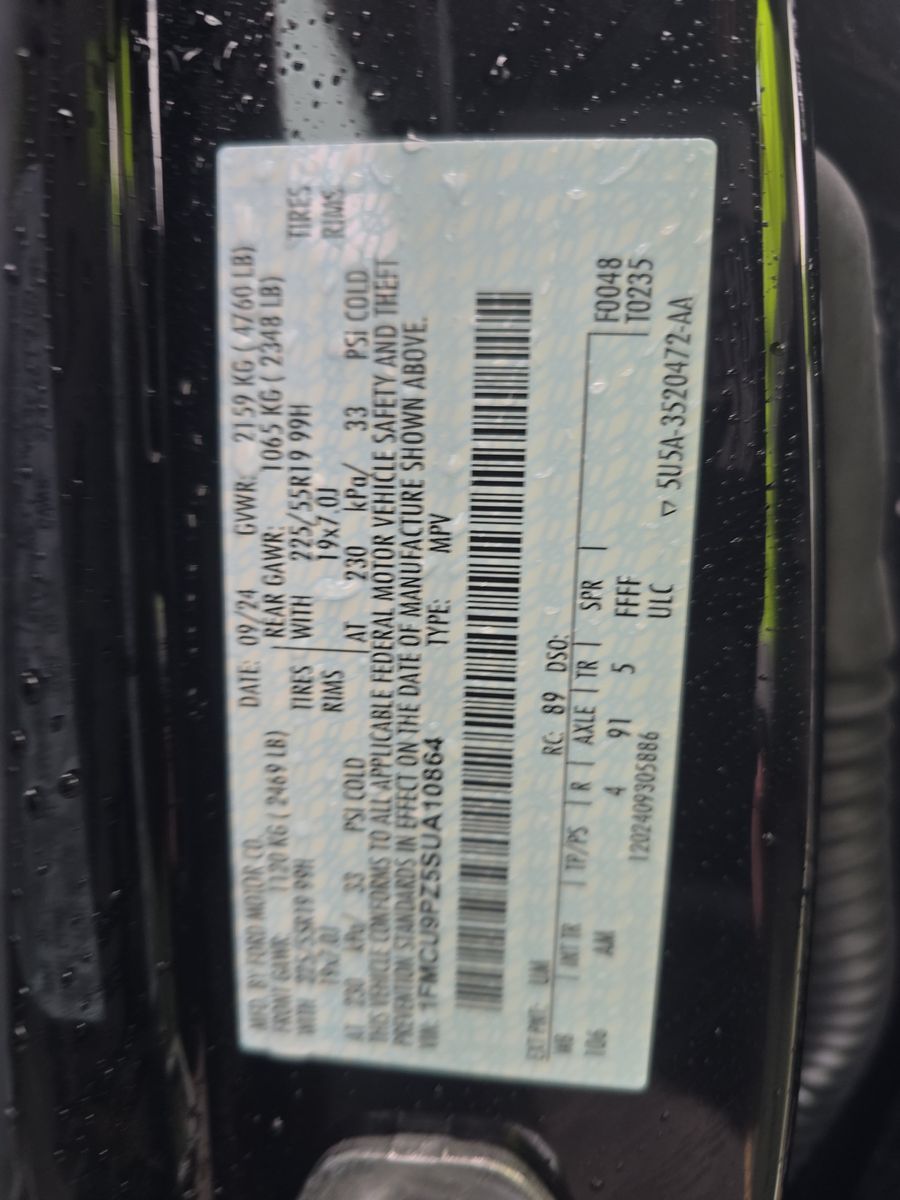 MFD. BY FORD MOTOR CO. DATE: 09/24 GVWR: 2159 KG ( 4760 LB)
FRONT GAWR: 1120 KG ( 2469 LB) REAR GAWR: 1065 KG ( 2348 LB)
WITH 225/55R19 99H TIRES WITH 225/55R19 99H TIRES
19x7.0J RIMS 19x7.0J RIMS
AT 230 kPa/ 33 PSI COLD AT 230 kPa/ 33 PSi COLD
THIS VEHICLE CONFORMS TO ALL APPLICABLE FEDERAL MOTOR VEHICLE SAFETY AND THEFT
PREVENTION STANDARDS IN EFFECT ON THE DATE OF MANUFACTURE SHOWN ABOVE.
VIN: 1FMCU9PZ5SUA10864 TYPE: MPV
EXT PNT: UM RC: 89 DSO:
WB INT TR TP/PS R AXLE TR SPR F0048
106 AM 4 91 5 FFFF T0235
1202409305886 ULC ▽ 5U5A-3520472-AA